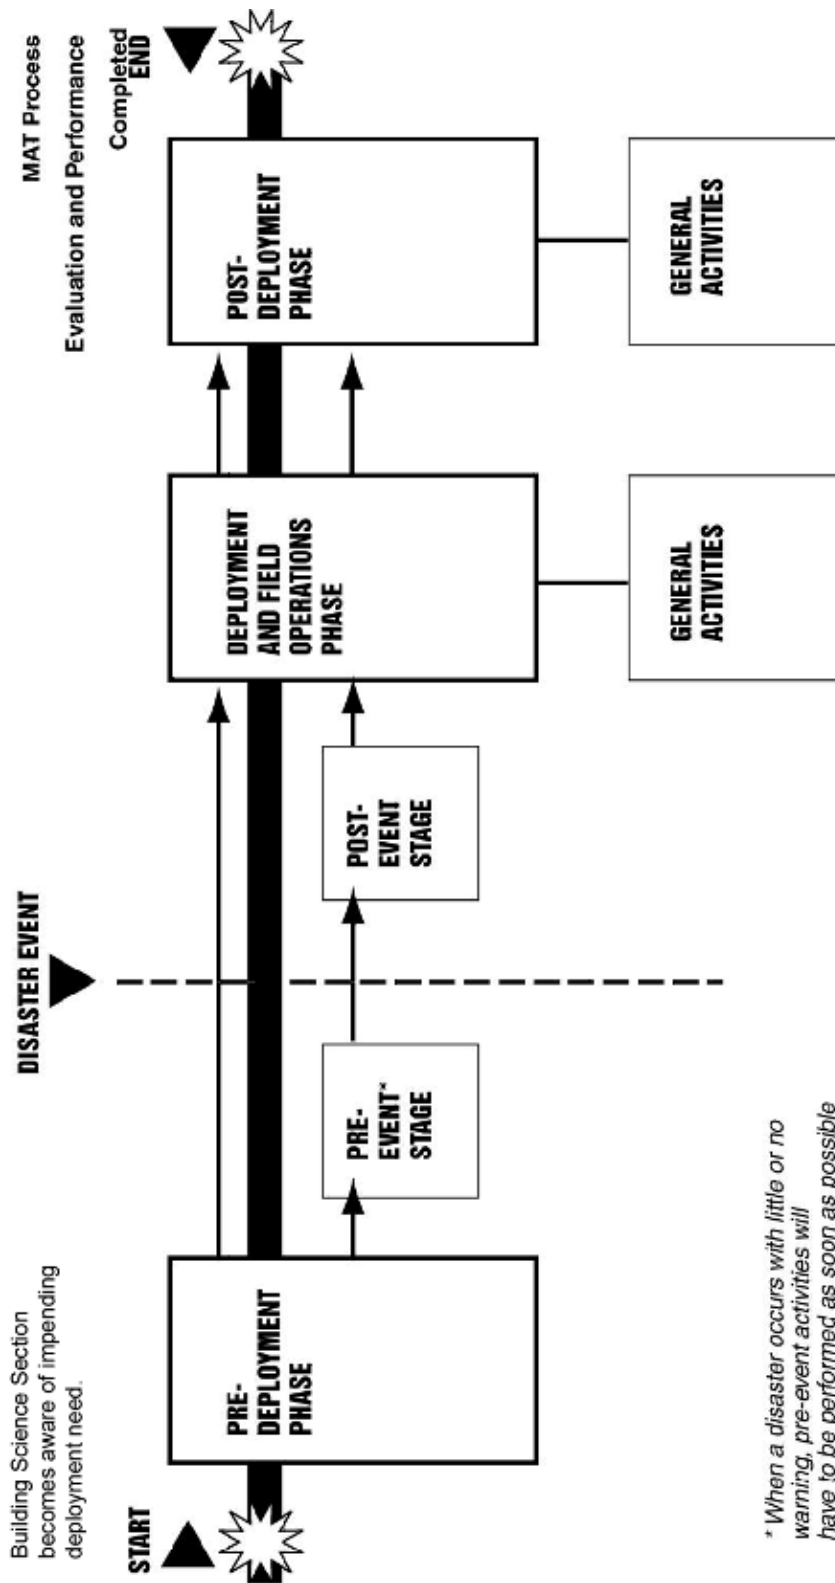 Building Science Section
becomes aware of impending
deployment need.
START
PRE-
DEPLOYMENT
PHASE
PRE-
EVENT*
STAGE
DISASTER EVENT
POST-
EVENT
STAGE
DEPLOYMENT
AND FIELD
OPERATIONS
PHASE
GENERAL
ACTIVITIES
POST-
DEPLOYMENT
PHASE
GENERAL
ACTIVITIES
MAT Process
Evaluation and Performance
Completed
END
* When a disaster occurs with little or no
warning, pre-event activities will
have to be performed as soon as possible